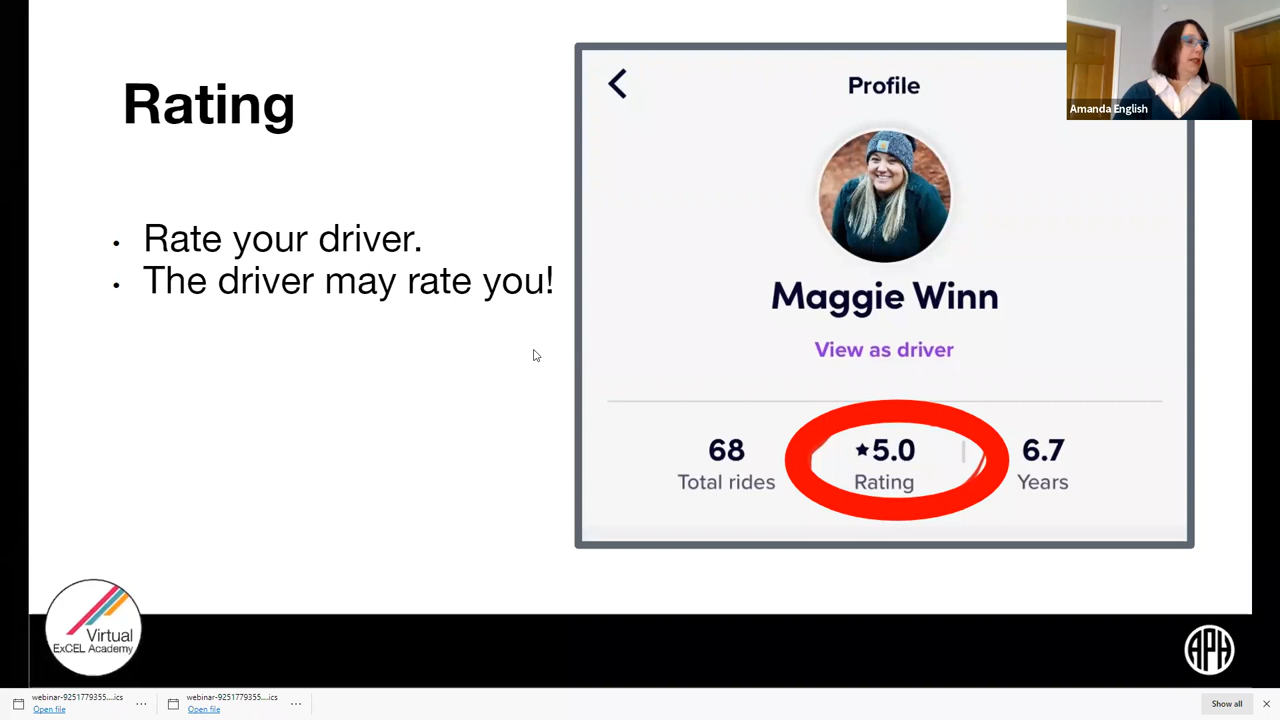 Rating
Rate your driver.
The driver may rate you!
Profile
Maggie Winn
View as driver
68
Total rides
★5.0
Rating
6.7
Years
Amanda English
Virtual
ExCEL Academy
APH
webinar-9251779355....ics
Open file
webinar-9251779355....ics
Open file
Show all